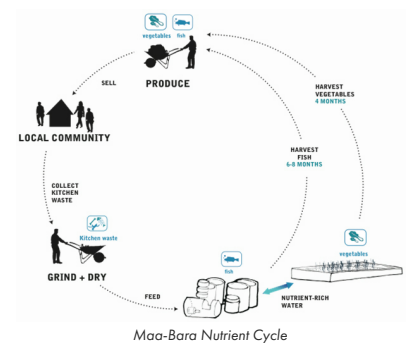 vegetables
fish
PRODUCE
SELL
HARVEST
VEGETABLES
4 MONTHS
LOCAL COMMUNITY
HARVEST
FISH
6-8 MONTHS
COLLECT
KITCHEN
WASTE
Kitchen waste
GRIND + DRY
FEED
fish
vegetables
NUTRIENT-RICH
WATER
Maa-Bara Nutrient Cycle